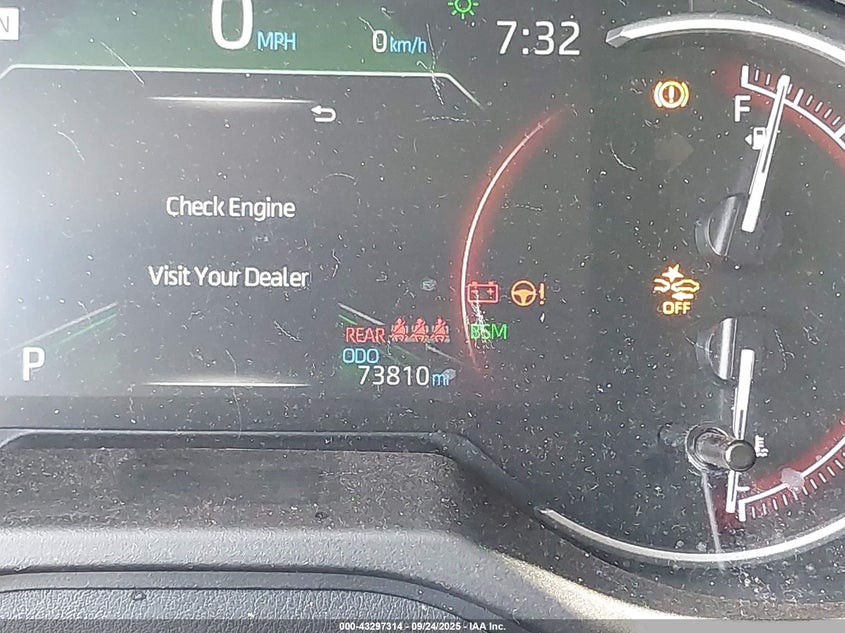 N
0 MPH
0 km/h
7:32
F
Check Engine
Visit Your Dealer
OFF
REAR
BSM
ODO
P
73810 mi
000-43297314 - 09/24/2025 - IAA Inc.